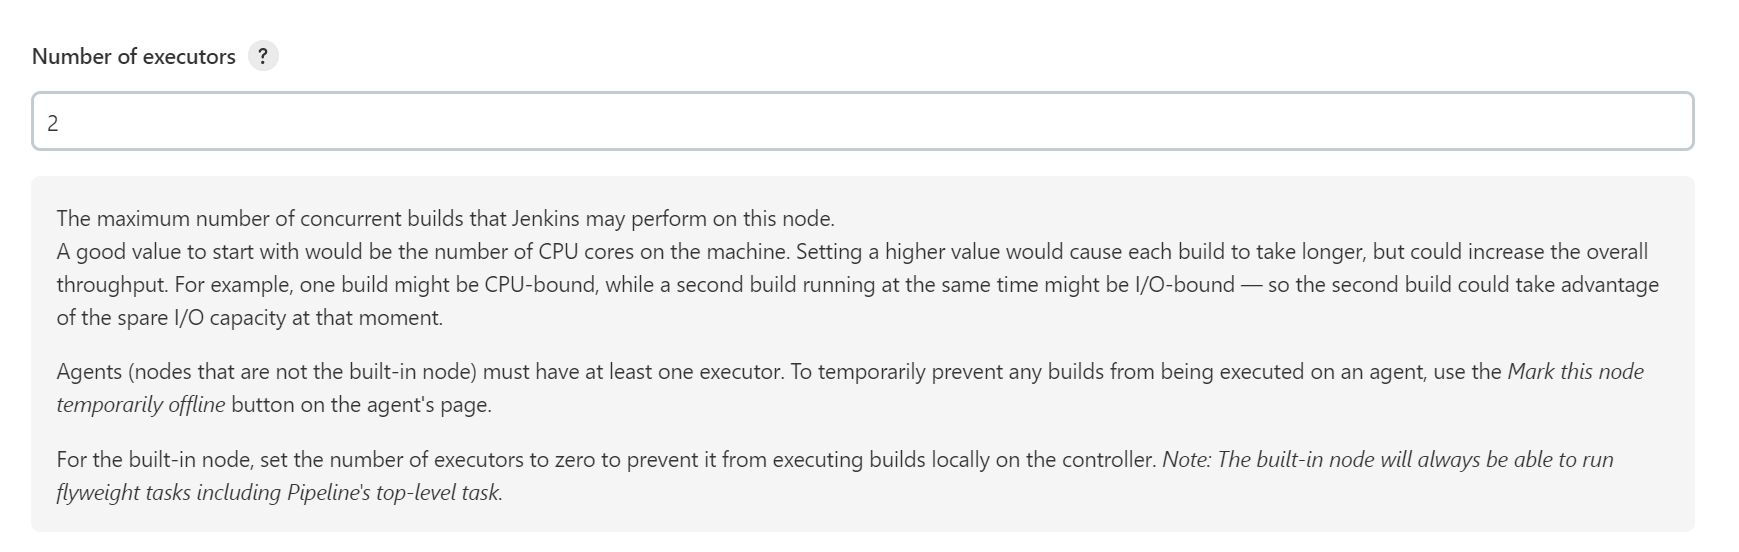 Number of executors ?
2
The maximum number of concurrent builds that Jenkins may perform on this node.
A good value to start with would be the number of CPU cores on the machine. Setting a higher value would cause each build to take longer, but could increase the overall
throughput. For example, one build might be CPU-bound, while a second build running at the same time might be I/O-bound — so the second build could take advantage
of the spare I/O capacity at that moment.
Agents (nodes that are not the built-in node) must have at least one executor. To temporarily prevent any builds from being executed on an agent, use the Mark this node
temporarily offline button on the agent's page.
For the built-in node, set the number of executors to zero to prevent it from executing builds locally on the controller. Note: The built-in node will always be able to run
flyweight tasks including Pipeline's top-level task.